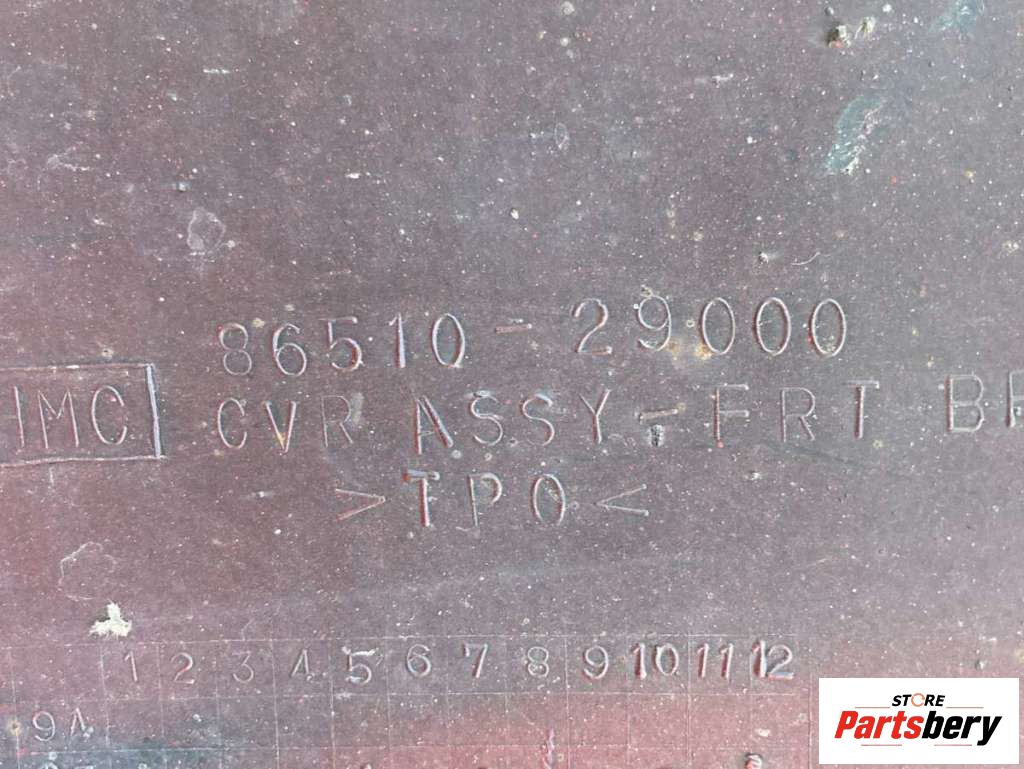 86510-29000
IMC CVR ASSY-FRT
>TPO<
1 2 3 4 5 6 7 8 9 10 11 12
94
STORE
Partsbery